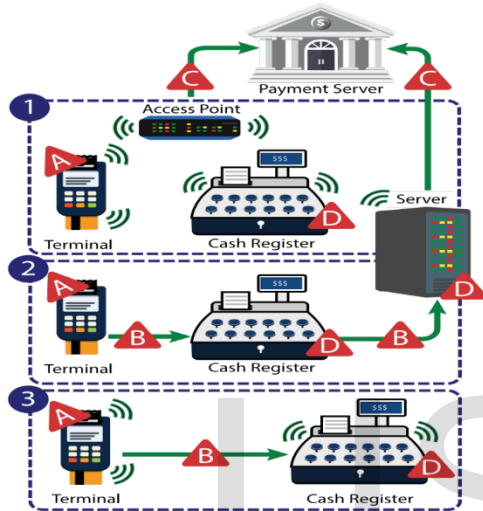 $
Payment Server
C
C
1
Access Point
A
$$$
D
Terminal
Cash Register
Server
2
A
$$$
B
D
B
D
Terminal
Cash Register
3
A
$$$
B
D
Terminal
Cash Register